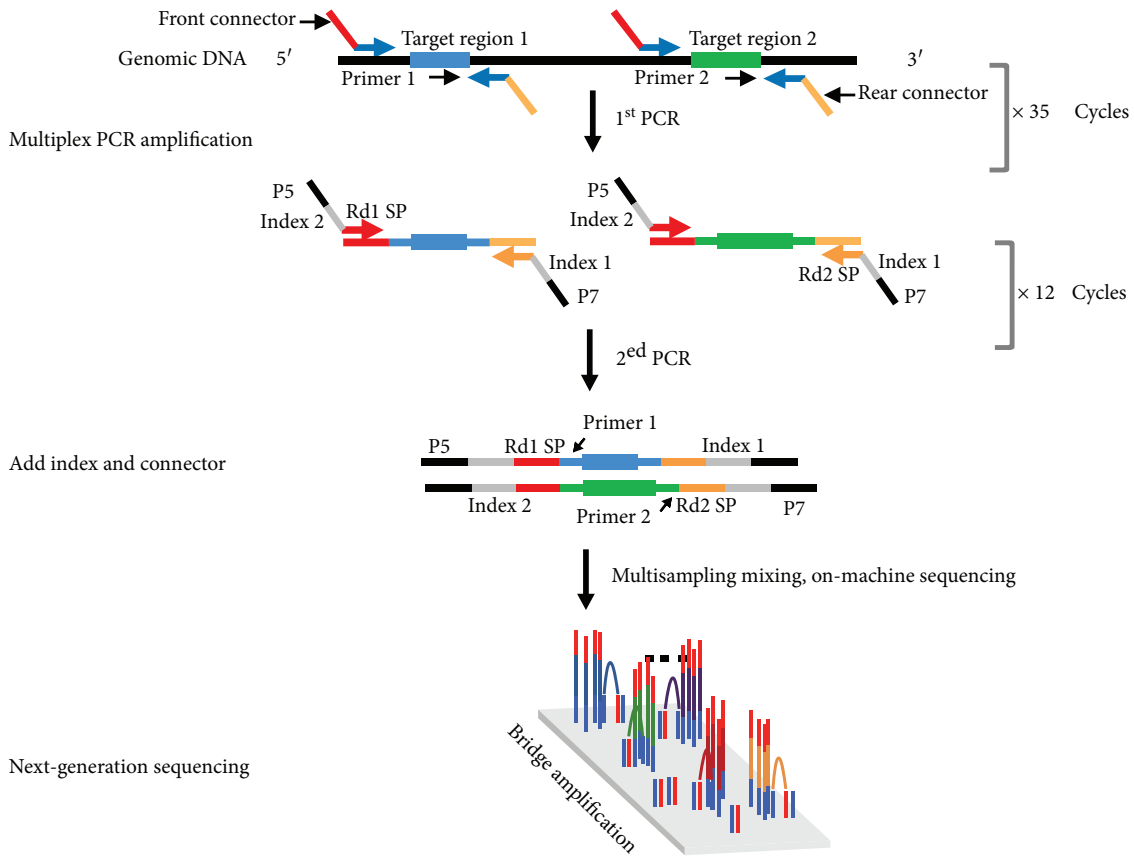 Front connector
Target region 1
Target region 2
Genomic DNA
5′
3′
Primer 1
Primer 2
Rear connector
1st PCR
× 35 Cycles
Multiplex PCR amplification
P5
P5
Index 2
Rd1 SP
Index 2
Index 1
Rd2 SP
Index 1
P7
P7
× 12 Cycles
2ed PCR
Primer 1
P5
Rd1 SP
Index 1
Add index and connector
Index 2
Primer 2
Rd2 SP
P7
Multisampling mixing, on-machine sequencing
Bridge amplification
Next-generation sequencing